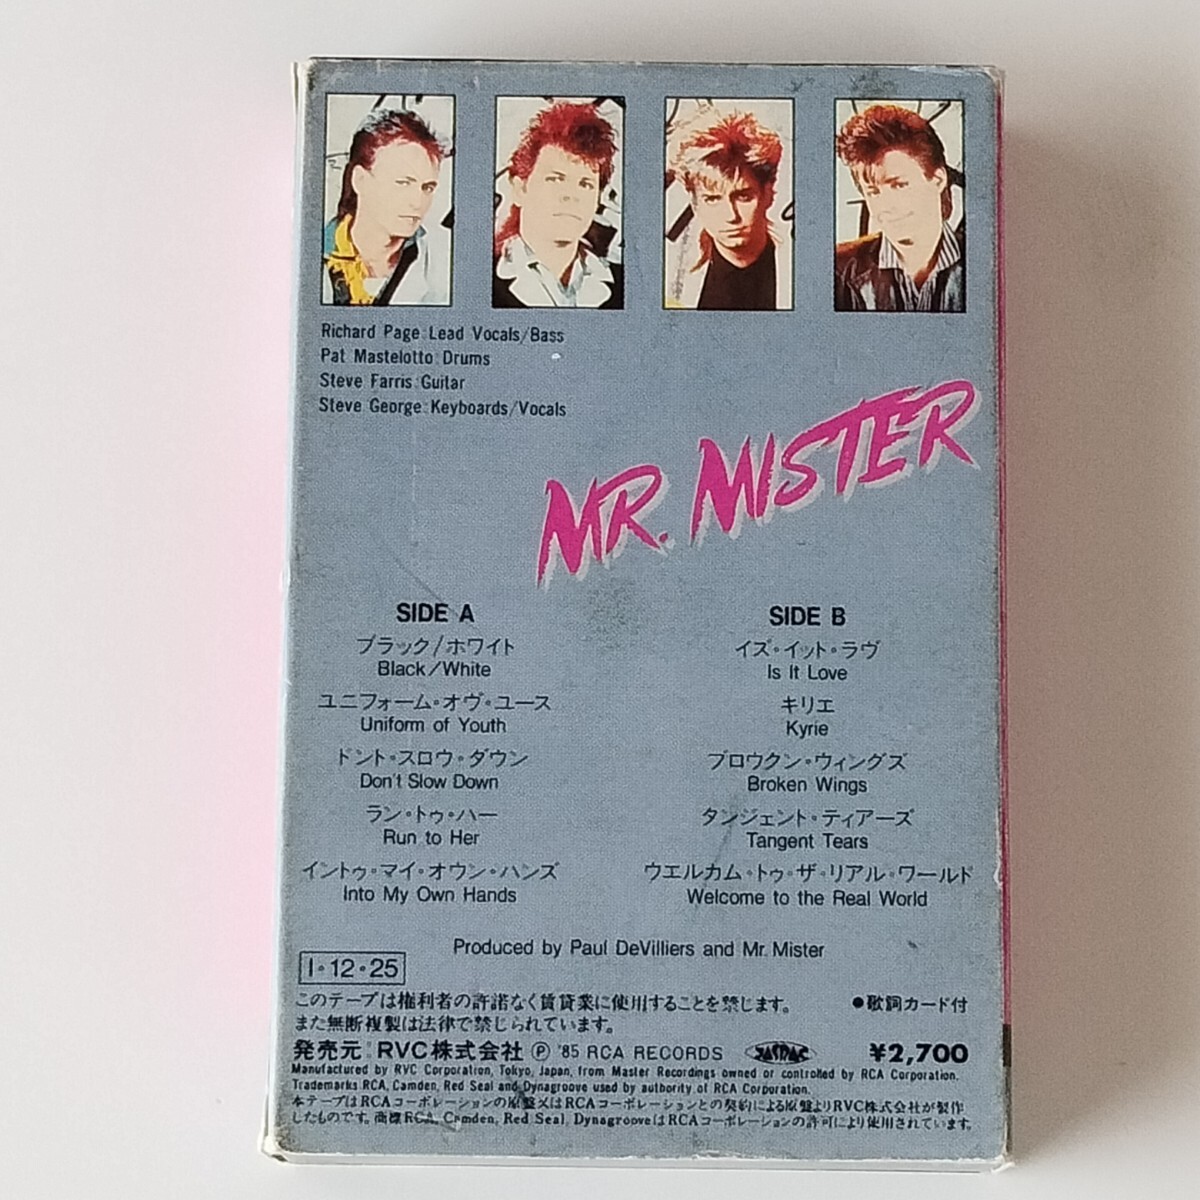 Richard Page:Lead Vocals/Bass
Pat Mastelotto:Drums
Steve Farris:Guitar
Steve George:Keyboards/Vocals
MR. MISTER
SIDE A
ブラック/ホワイト
Black/White
ユニフォーム・オヴ・ユース
Uniform of Youth
ドント・スロウ・ダウン
Don't Slow Down
ラン・トゥ・ハー
Run to Her
イントゥ・マイ・オウン・ハンズ
Into My Own Hands
SIDE B
イズ・イット・ラヴ
Is It Love
キリエ
Kyrie
ブロウクン・ウィングズ
Broken Wings
タンジェント・ティアーズ
Tangent Tears
ウエルカム・トゥ・ザ・リアル・ワールド
Welcome to the Real World
Produced by Paul DeVilliers and Mr. Mister
I・12・25
このテープは権利者の許諾なく賃貸業に使用することを禁じます。
また無断複製は法律で禁じられています。
●歌詞カード付
発売元:RVC株式会社 Ⓟ '85 RCA RECORDS JASRAC ¥2,700
Manufactured by RVC Corporation, Tokyo, Japan, from Master Recordings owned or controlled by RCA Corporation.
Trademarks RCA, Camden, Red Seal and Dynagroove used by authority of RCA Corporation.
本テープはRCAコーポレーションの原盤又はRCAコーポレーションとの契約による原盤よりRVC株式会社が製作
したものです。商標RCA, Camden, Red Seal, DynagrooveはRCAコーポレーションの許可により使用されています。